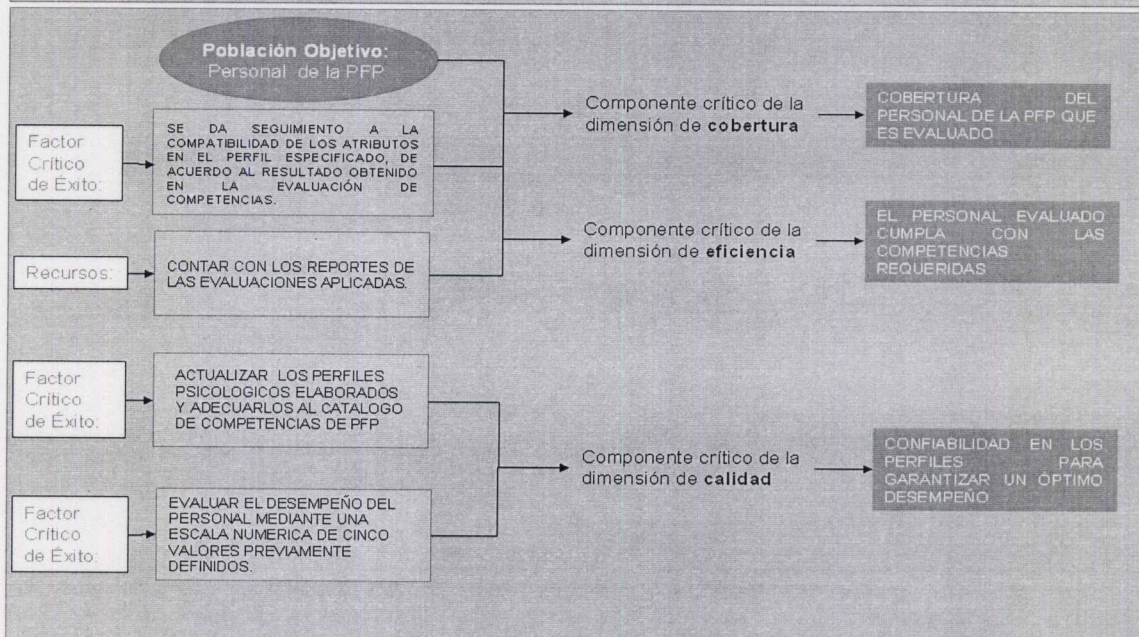 Población Objetivo:
Personal de la PFP
Factor
Crítico
de Éxito:
SE DA SEGUIMIENTO A LA
COMPATIBILIDAD DE LOS ATRIBUTOS
EN EL PERFIL ESPECIFICADO, DE
ACUERDO AL RESULTADO OBTENIDO
EN LA EVALUACIÓN DE
COMPETENCIAS.
Componente crítico de la
dimensión de cobertura
COBERTURA DEL
PERSONAL DE LA PFP QUE
ES EVALUADO
Recursos:
CONTAR CON LOS REPORTES DE
LAS EVALUACIONES APLICADAS.
Componente crítico de la
dimensión de eficiencia
EL PERSONAL EVALUADO
CUMPLA CON LAS
COMPETENCIAS
REQUERIDAS
Factor
Crítico
de Éxito:
ACTUALIZAR LOS PERFILES
PSICOLOGICOS ELABORADOS
Y ADECUARLOS AL CATALOGO
DE COMPETENCIAS DE PFP
Componente crítico de la
dimensión de calidad
CONFIABILIDAD EN LOS
PERFILES PARA
GARANTIZAR UN ÓPTIMO
DESEMPEÑO
Factor
Crítico
de Éxito:
EVALUAR EL DESEMPEÑO DEL
PERSONAL MEDIANTE UNA
ESCALA NUMERICA DE CINCO
VALORES PREVIAMENTE
DEFINIDOS.